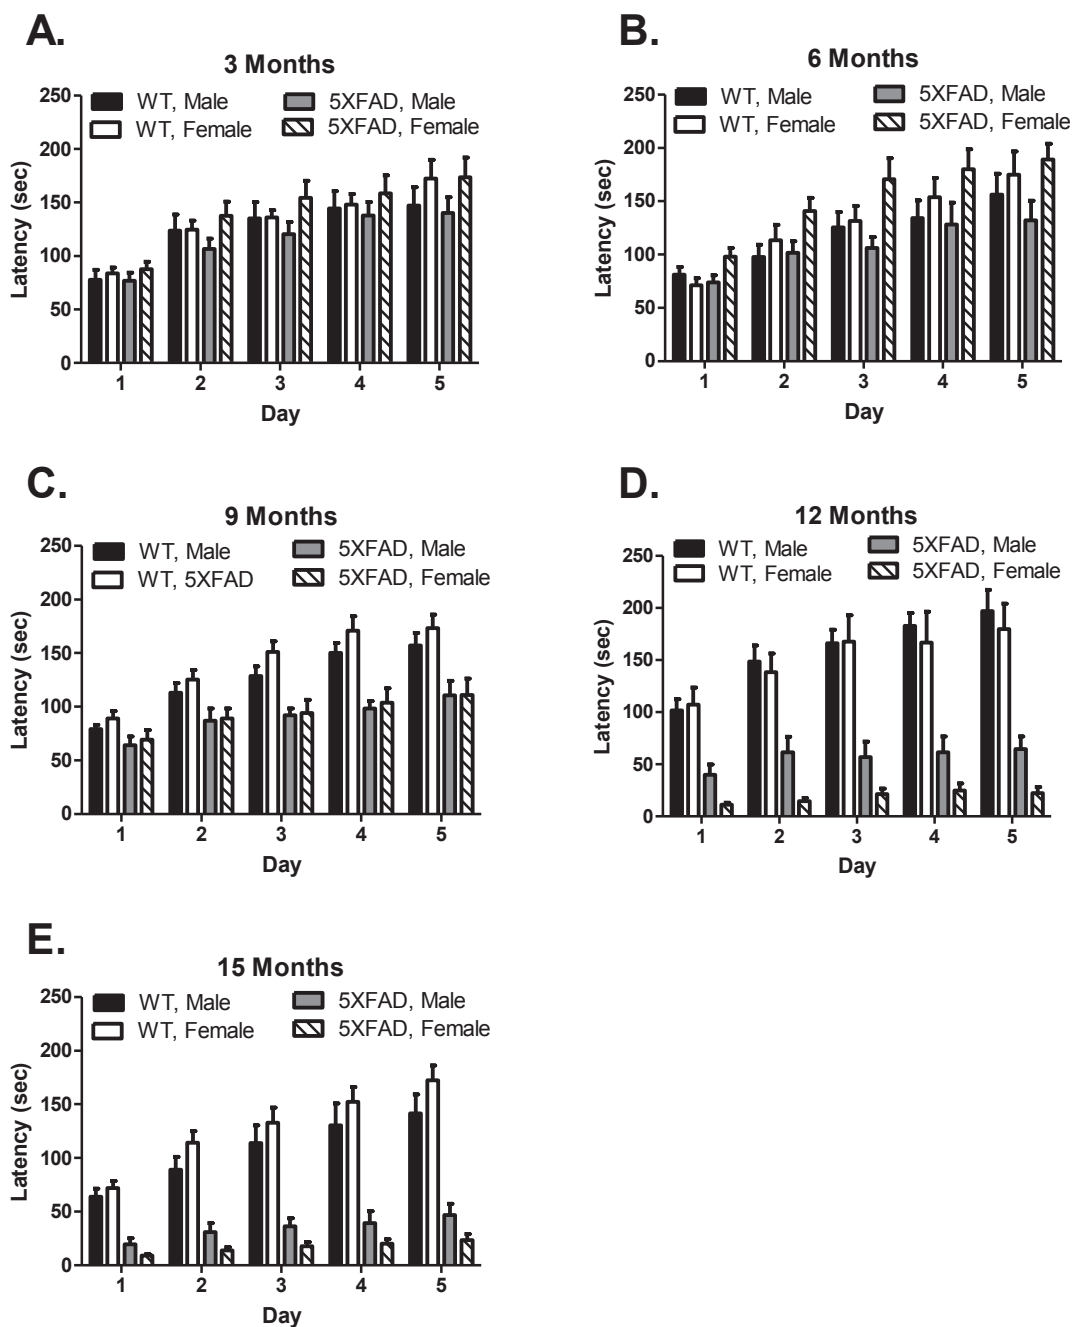 A.
3 Months
WT, Male 5XFAD, Male
WT, Female 5XFAD, Female
Latency (sec)
250
200
150
100
50
0
1 2 3 4 5
Day
B.
6 Months
WT, Male 5XFAD, Male
WT, Female 5XFAD, Female
Latency (sec)
250
200
150
100
50
0
1 2 3 4 5
Day
C.
9 Months
WT, Male 5XFAD, Male
WT, 5XFAD 5XFAD, Female
Latency (sec)
250
200
150
100
50
0
1 2 3 4 5
Day
D.
12 Months
WT, Male 5XFAD, Male
WT, Female 5XFAD, Female
Latency (sec)
250
200
150
100
50
0
1 2 3 4 5
Day
E.
15 Months
WT, Male 5XFAD, Male
WT, Female 5XFAD, Female
Latency (sec)
250
200
150
100
50
0
1 2 3 4 5
Day